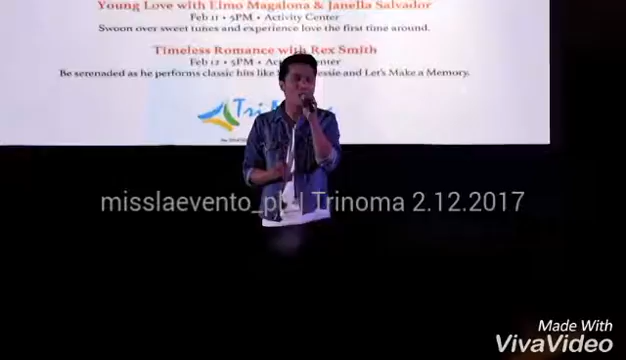 Young Love with Elmo Magalona & Janella Salvador
Feb 11 • 5PM • Activity Center
Swoon over sweet tunes and experience love the first time around.
Timeless Romance with Rex Smith
Feb 12 • 5PM • Center
Be serenaded as he performs classic hits like and Let's Make a Memory.
misslaevento_ | Trinoma 2.12.2017
Made With
VivaVideo